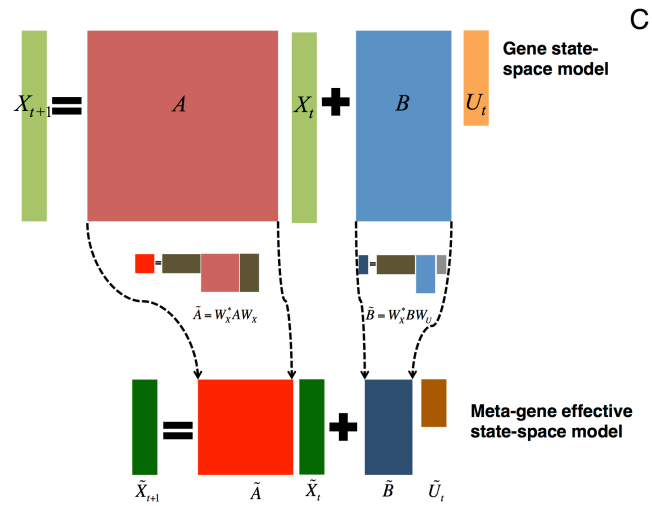 C
Gene state-
space model
X_{t+1} = A X_t + B U_t
= 
Ã = W_X^* A W_X
=
B̃ = W_X^* B W_U
= +
Meta-gene effective
state-space model
X̃_{t+1} Ã X̃_t B̃ Ũ_t